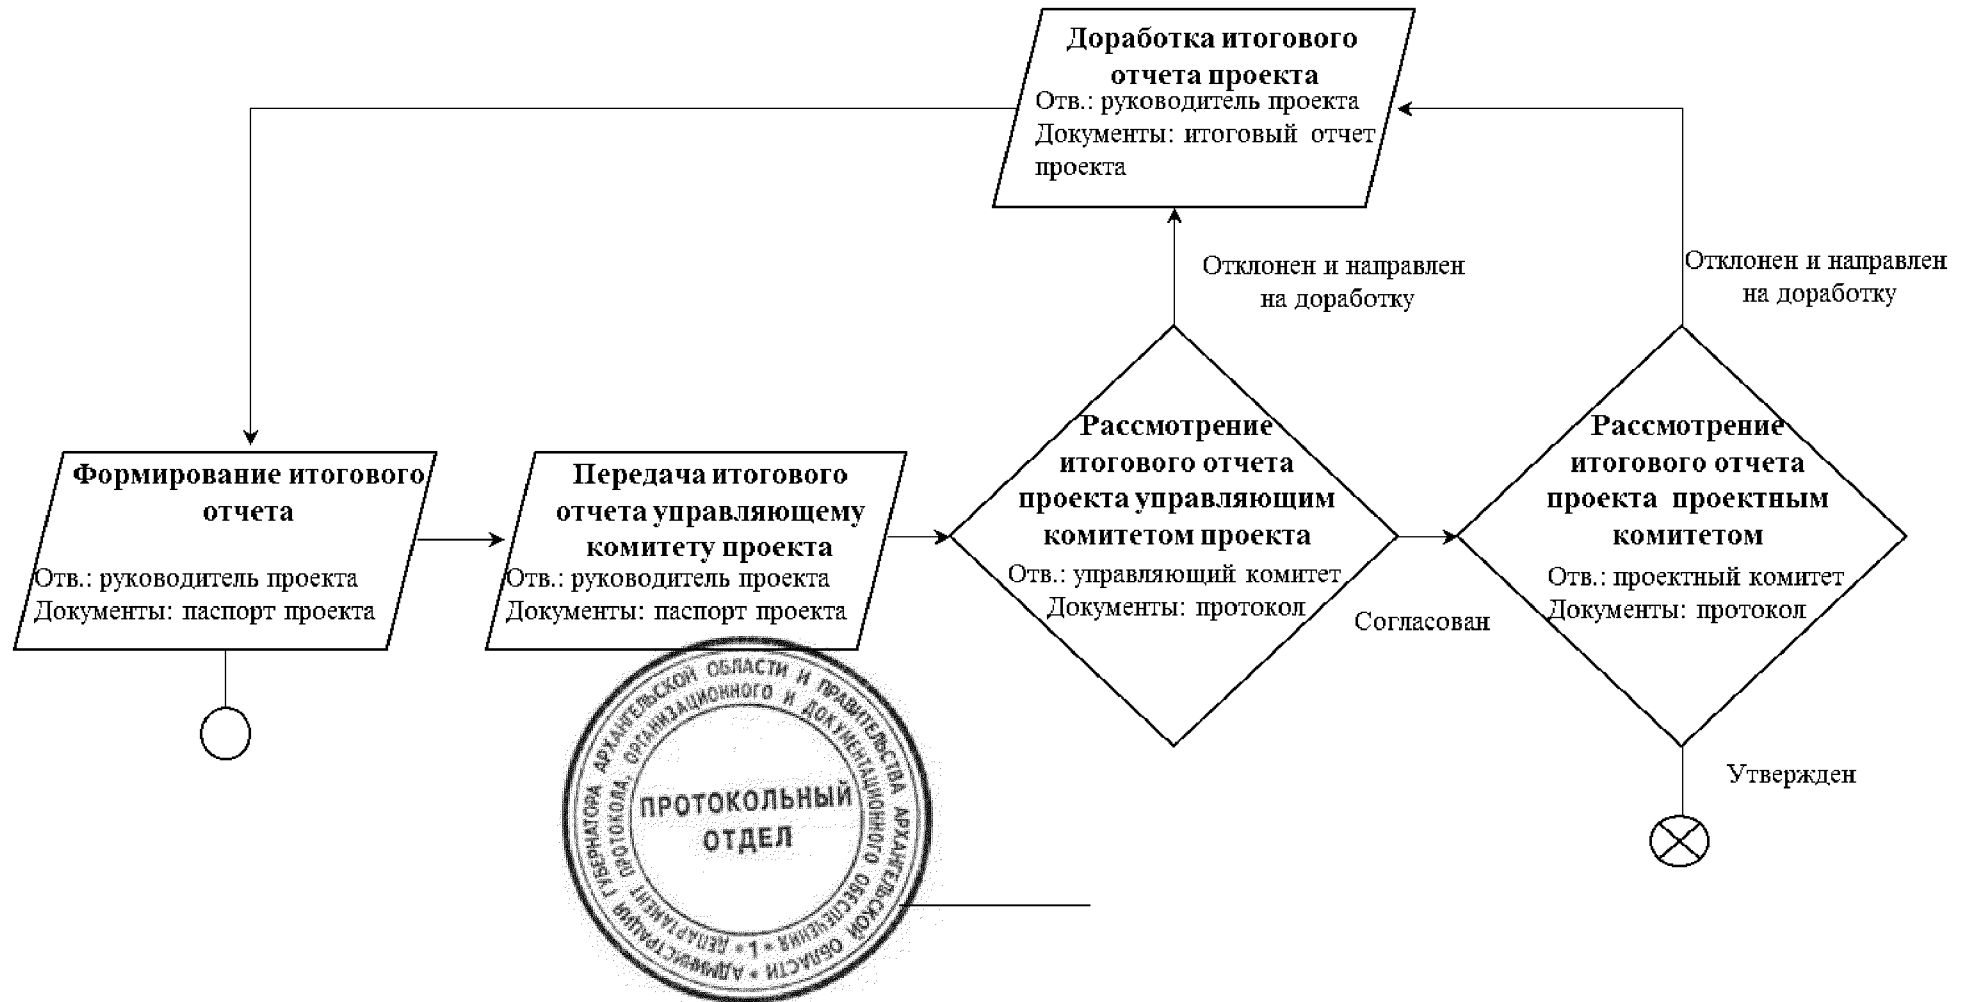 Доработка итогового
отчета проекта
Отв.: руководитель проекта
Документы: итоговый отчет
проекта
Отклонен и направлен
на доработку
Отклонен и направлен
на доработку
Формирование итогового
отчета
Отв.: руководитель проекта
Документы: паспорт проекта
Передача итогового
отчета управляющему
комитету проекта
Отв.: руководитель проекта
Документы: паспорт проекта
Рассмотрение
итогового отчета
проекта управляющим
комитетом проекта
Отв.: управляющий комитет
Документы: протокол
Согласован
Рассмотрение
итогового отчета
проекта проектным
комитетом
Отв.: проектный комитет
Документы: протокол
Утвержден
АДМИНИСТРАЦИЯ ГУБЕРНАТОРА АРХАНГЕЛЬСКОЙ ОБЛАСТИ И ПРАВИТЕЛЬСТВА АРХАНГЕЛЬСКОЙ ОБЛАСТИ
ДЕПАРТАМЕНТ ПРОТОКОЛА, ОРГАНИЗАЦИОННОГО И ДОКУМЕНТАЦИОННОГО ОБЕСПЕЧЕНИЯ * 1 *
ПРОТОКОЛЬНЫЙ
ОТДЕЛ